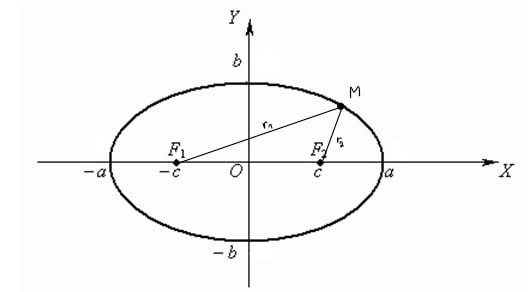 Y
b
M
r₁
F₁ F₂ r₂
−a −c O c a X
−b